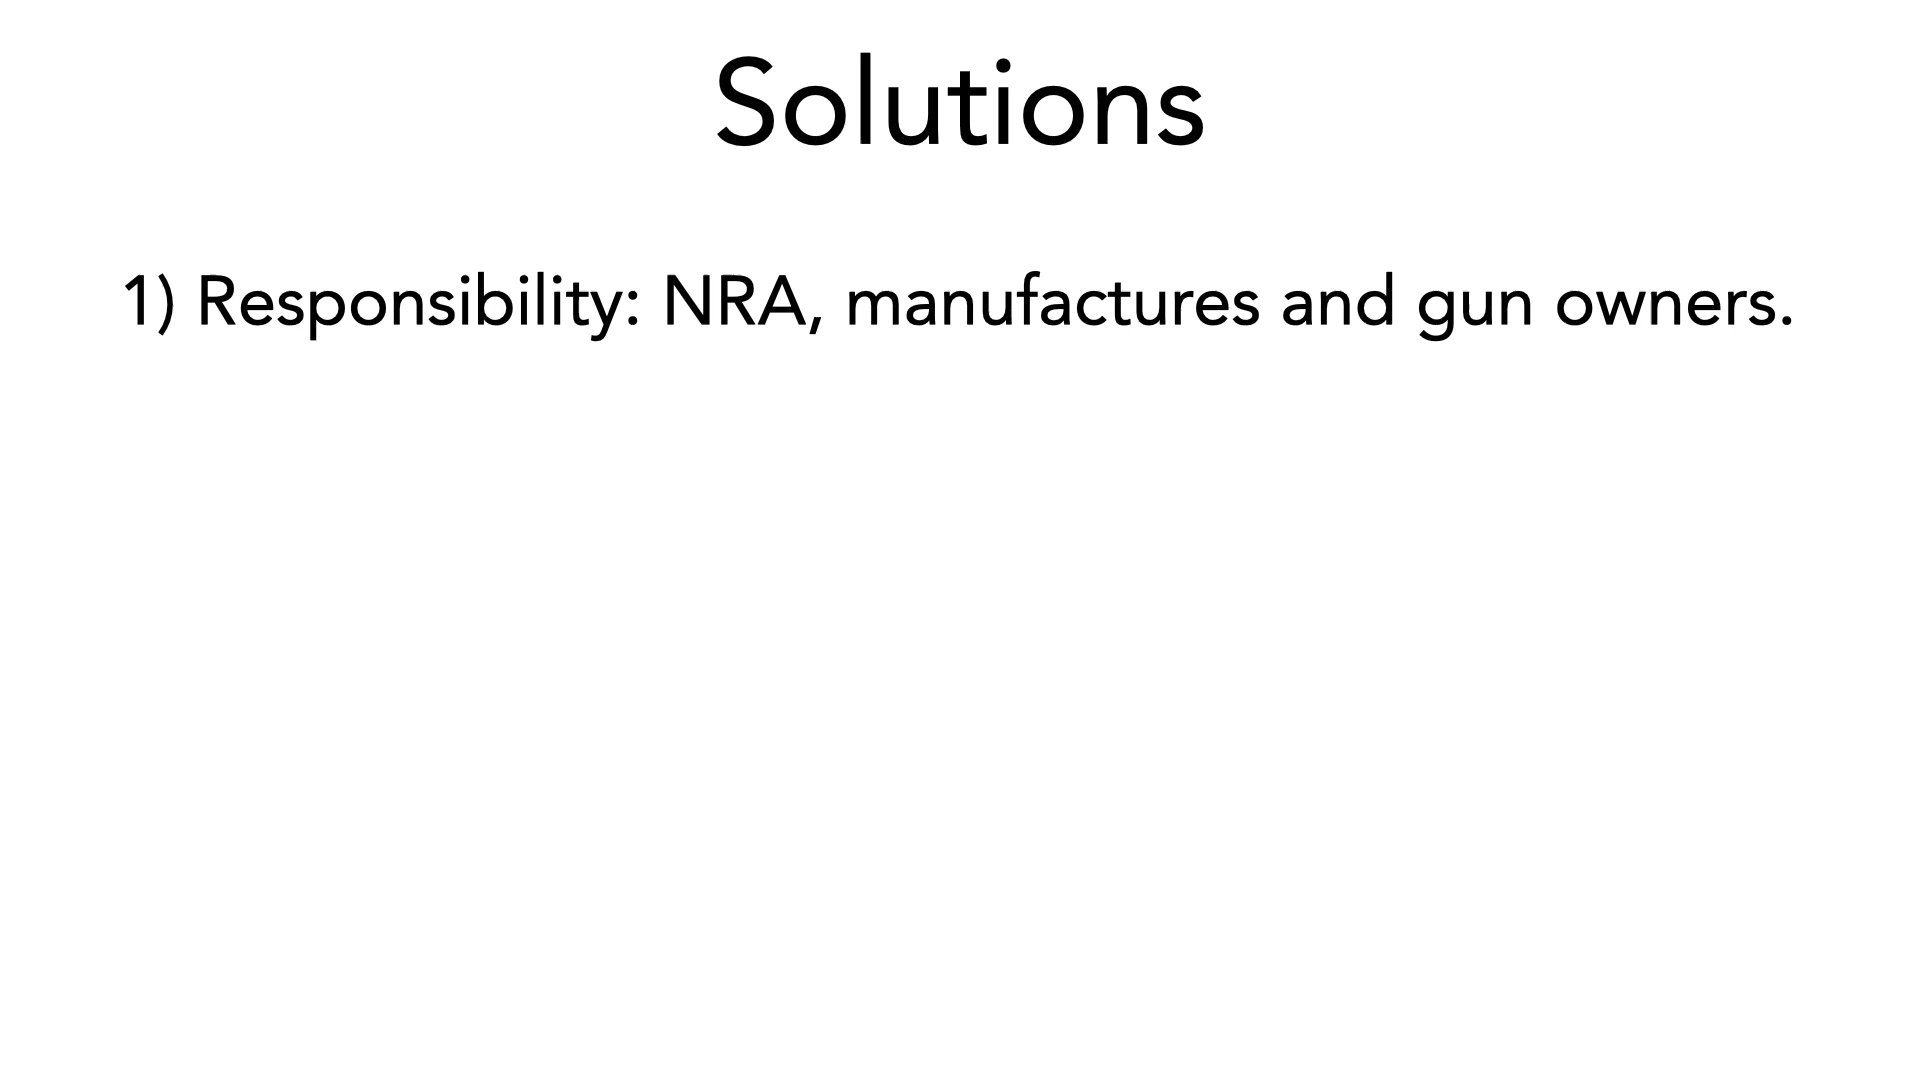 Solutions
1) Responsibility: NRA, manufactures and gun owners.